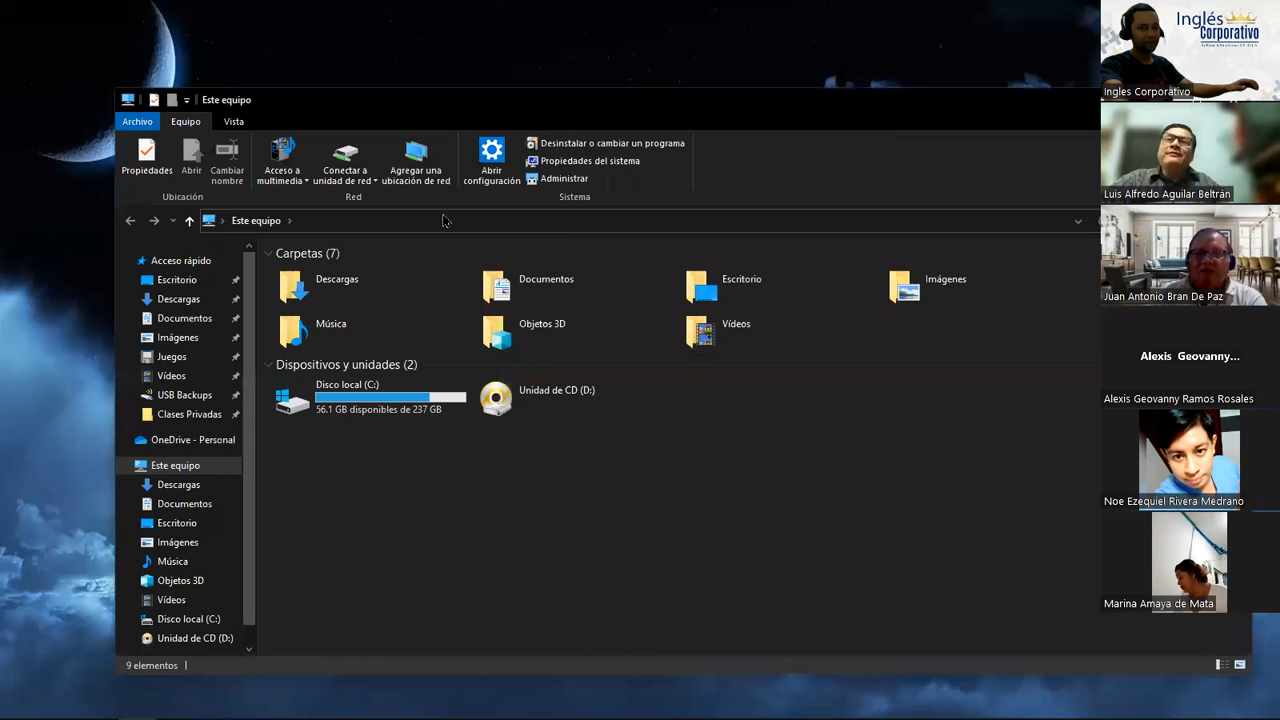 Este equipo
Archivo
Equipo
Vista
Propiedades
Abrir
Cambiar
nombre
Ubicación
Acceso a
multimedia
Conectar a
unidad de red
Agregar una
ubicación de red
Red
Abrir
configuración
Desinstalar o cambiar un programa
Propiedades del sistema
Administrar
Sistema
Este equipo
Acceso rápido
Escritorio
Descargas
Documentos
Imágenes
Juegos
Vídeos
USB Backups
Clases Privadas
OneDrive - Personal
Este equipo
Descargas
Documentos
Escritorio
Imágenes
Música
Objetos 3D
Vídeos
Disco local (C:)
Unidad de CD (D:)
Carpetas (7)
Descargas
Documentos
Escritorio
Imágenes
Música
Objetos 3D
Vídeos
Dispositivos y unidades (2)
Disco local (C:)
56.1 GB disponibles de 237 GB
Unidad de CD (D:)
9 elementos
Inglés
Corporativo
Ingles Corporativo
Luis Alfredo Aguilar Beltrán
Juan Antonio Bran De Paz
Alexis Geovanny...
Alexis Geovanny Ramos Rosales
Noe Ezequiel Rivera Medrano
Marina Amaya de Mata